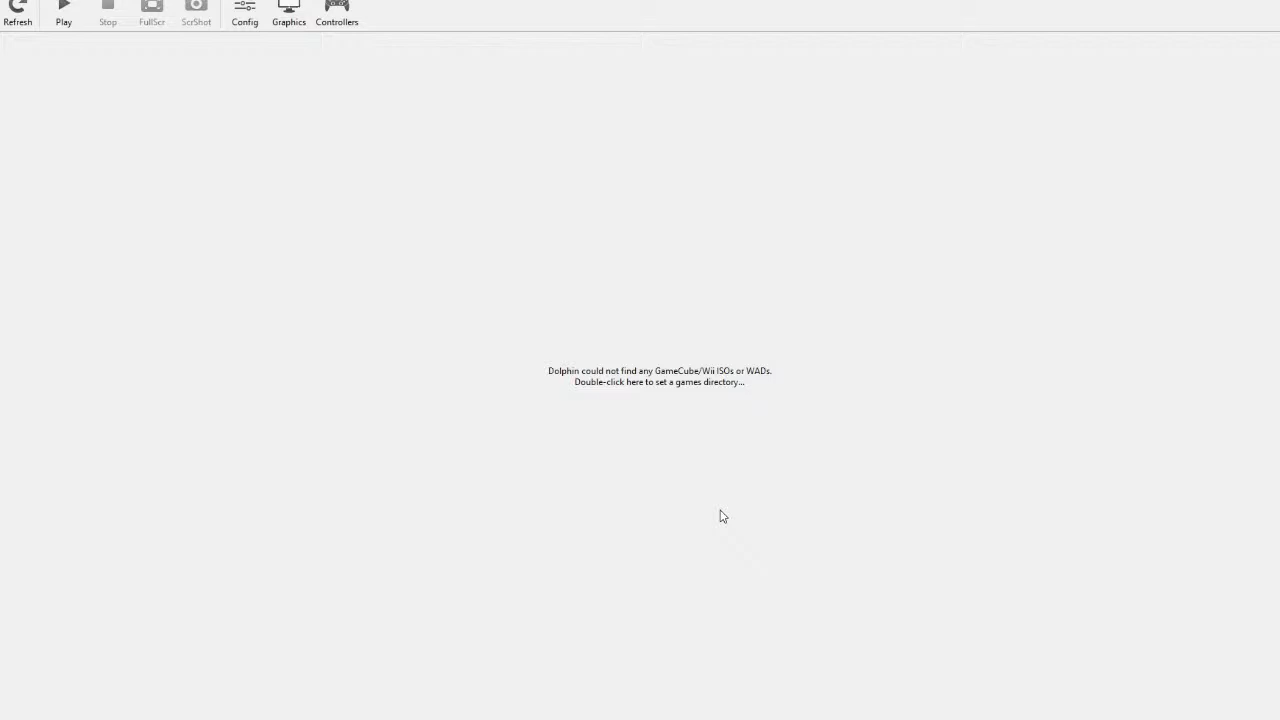 Refresh Play Stop FullScr ScrShot Config Graphics Controllers
Dolphin could not find any GameCube/Wii ISOs or WADs.
Double-click here to set a games directory...